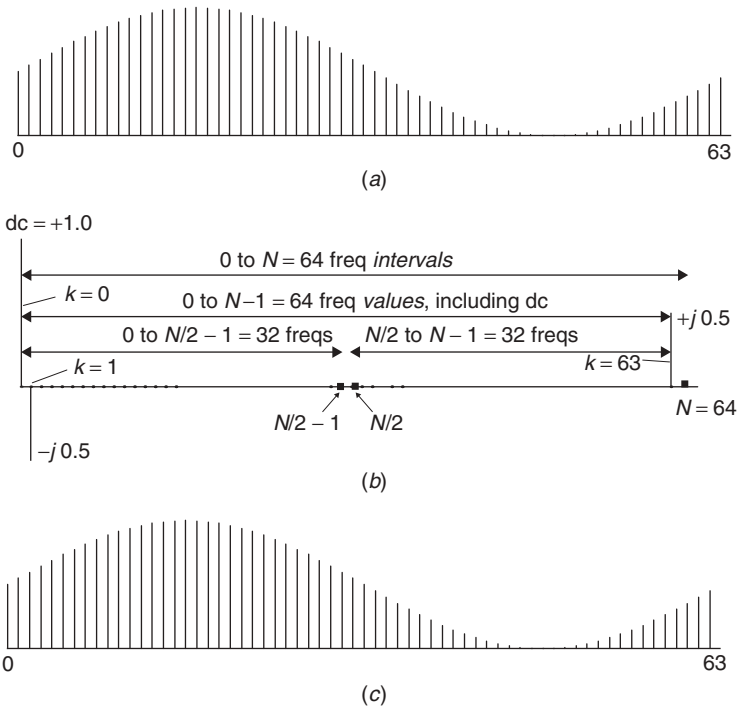 0 63
(a)
dc = +1.0
0 to N = 64 freq intervals
k = 0
0 to N−1 = 64 freq values, including dc
+j 0.5
0 to N/2 − 1 = 32 freqs N/2 to N − 1 = 32 freqs
k = 1 k = 63
N/2 − 1 N/2 N = 64
−j 0.5
(b)
0 63
(c)